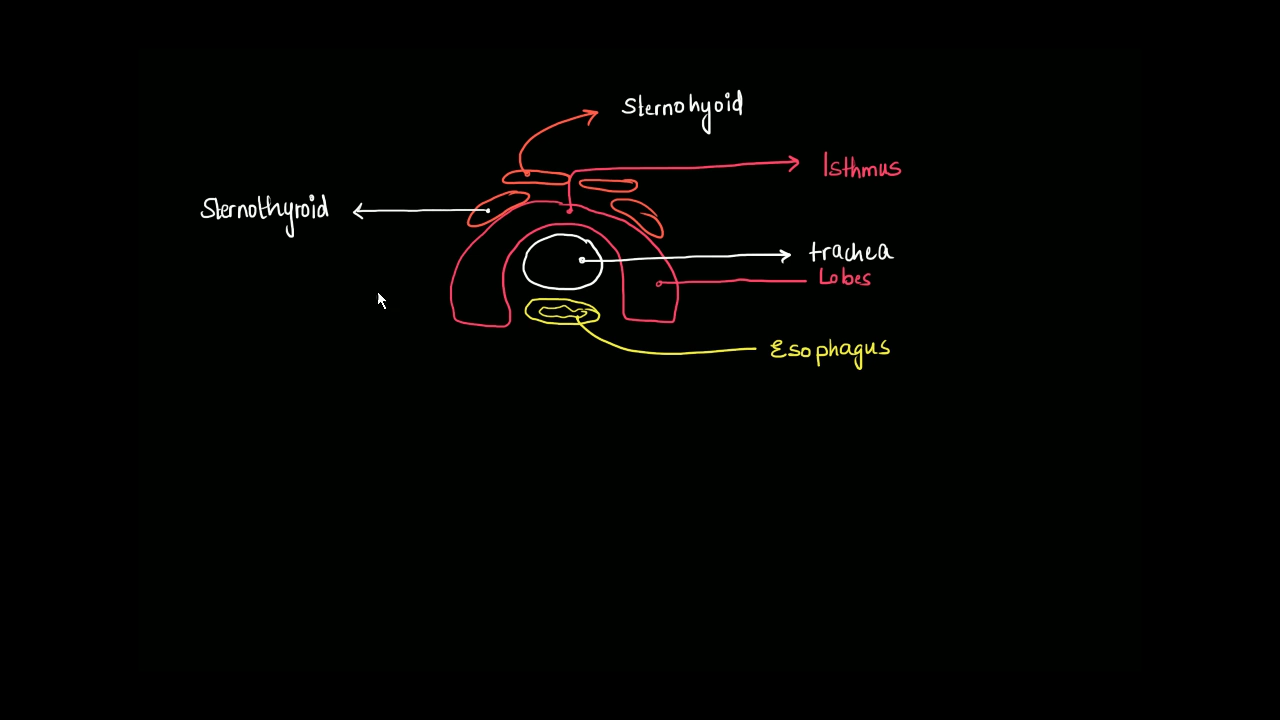 Sternohyoid
Isthmus
Sternothyroid
trachea
Lobes
Esophagus